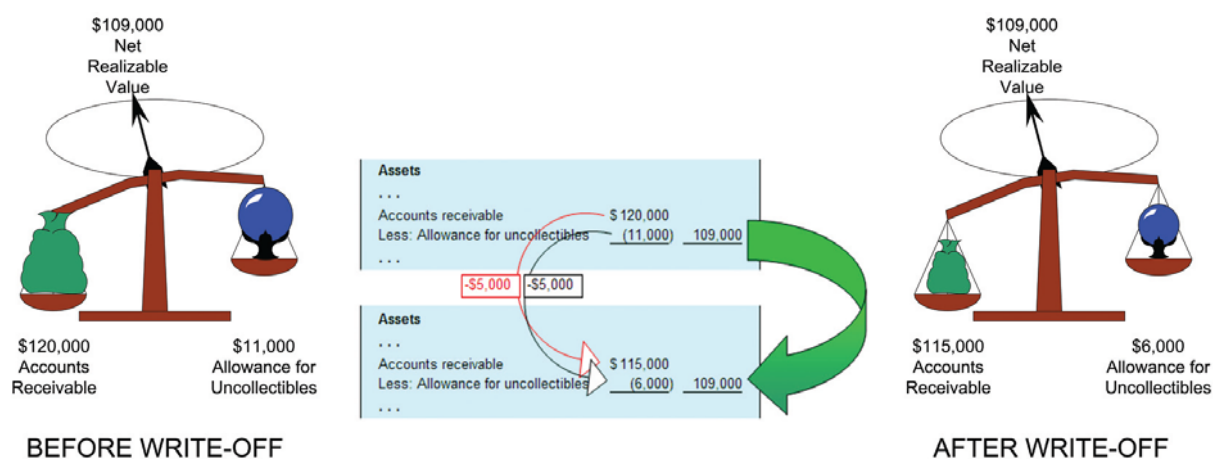 $109,000
Net
Realizable
Value
$120,000
Accounts
Receivable
$11,000
Allowance for
Uncollectibles
BEFORE WRITE-OFF
Assets
. . .
Accounts receivable $120,000
Less: Allowance for uncollectibles (11,000) 109,000
. . .
-$5,000 -$5,000
Assets
. . .
Accounts receivable $115,000
Less: Allowance for uncollectibles (6,000) 109,000
. . .
$109,000
Net
Realizable
Value
$115,000
Accounts
Receivable
$6,000
Allowance for
Uncollectibles
AFTER WRITE-OFF